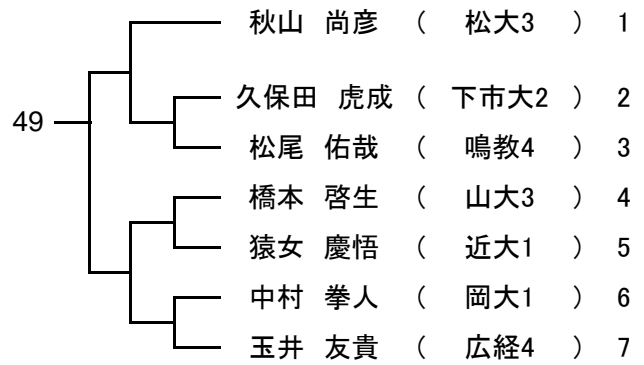 秋山 尚彦 ( 松大3 ) 1
久保田 虎成 ( 下市大2 ) 2
49
松尾 佑哉 ( 鳴教4 ) 3
橋本 啓生 ( 山大3 ) 4
猿女 慶悟 ( 近大1 ) 5
中村 拳人 ( 岡大1 ) 6
玉井 友貴 ( 広経4 ) 7